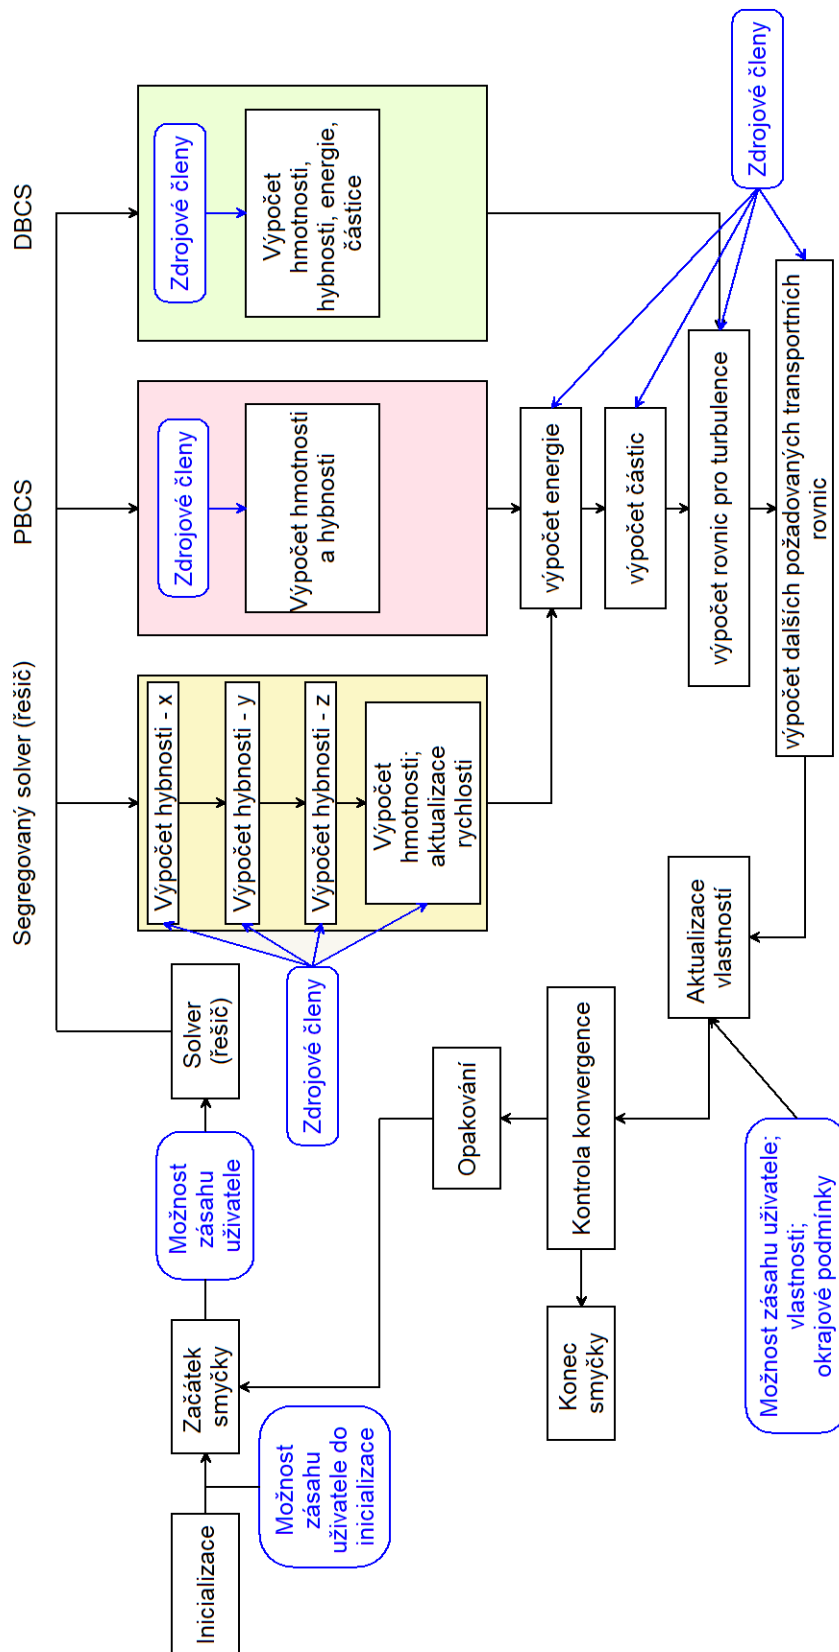 Segregovaný solver (řešič)
PBCS
DBCS
Inicializace
Možnost
zásahu
uživatele do
inicializace
Začátek
smyčky
Možnost
zásahu
uživatele
Solver
(řešič)
Zdrojové členy
Výpočet hybnosti - x
Výpočet hybnosti - y
Výpočet hybnosti - z
Výpočet
hmotnosti;
aktualizace
rychlosti
Zdrojové členy
Výpočet hmotnosti
a hybnosti
Zdrojové členy
Výpočet
hmotnosti,
hybnosti, energie,
částice
výpočet energie
výpočet částic
výpočet rovnic pro turbulence
výpočet dalších požadovaných transportních
rovnic
Zdrojové členy
Opakování
Kontrola konvergence
Konec
smyčky
Aktualizace
vlastností
Možnost zásahu uživatele;
vlastnosti;
okrajové podmínky